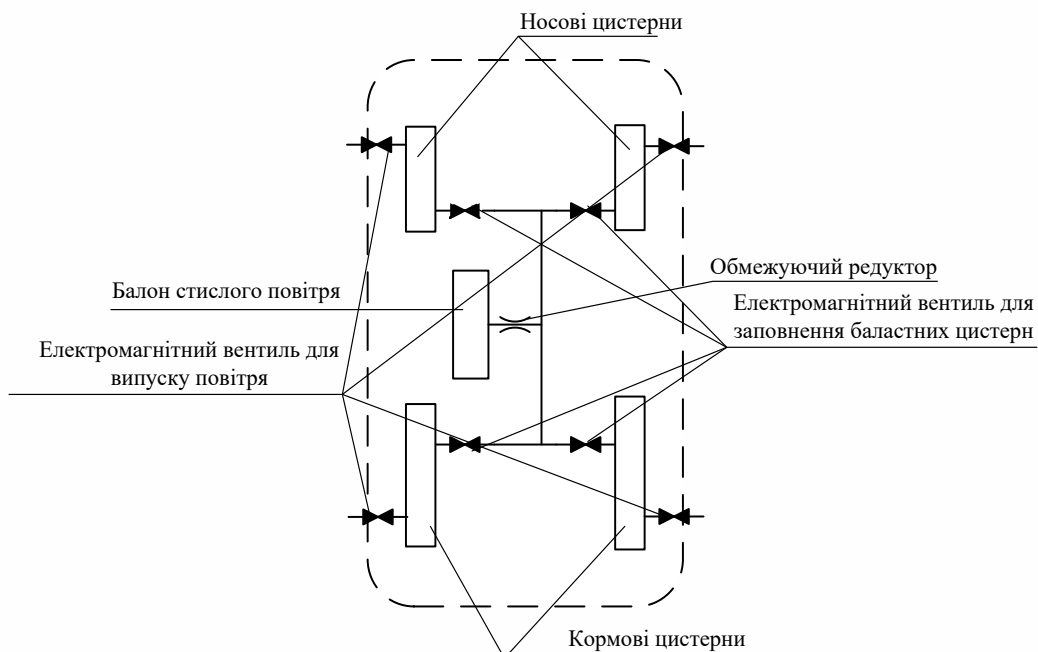 Носові цистерни
Обмежуючий редуктор
Балон стислого повітря
Електромагнітний вентиль для
заповнення баластних цистерн
Електромагнітний вентиль для
випуску повітря
Кормові цистерни